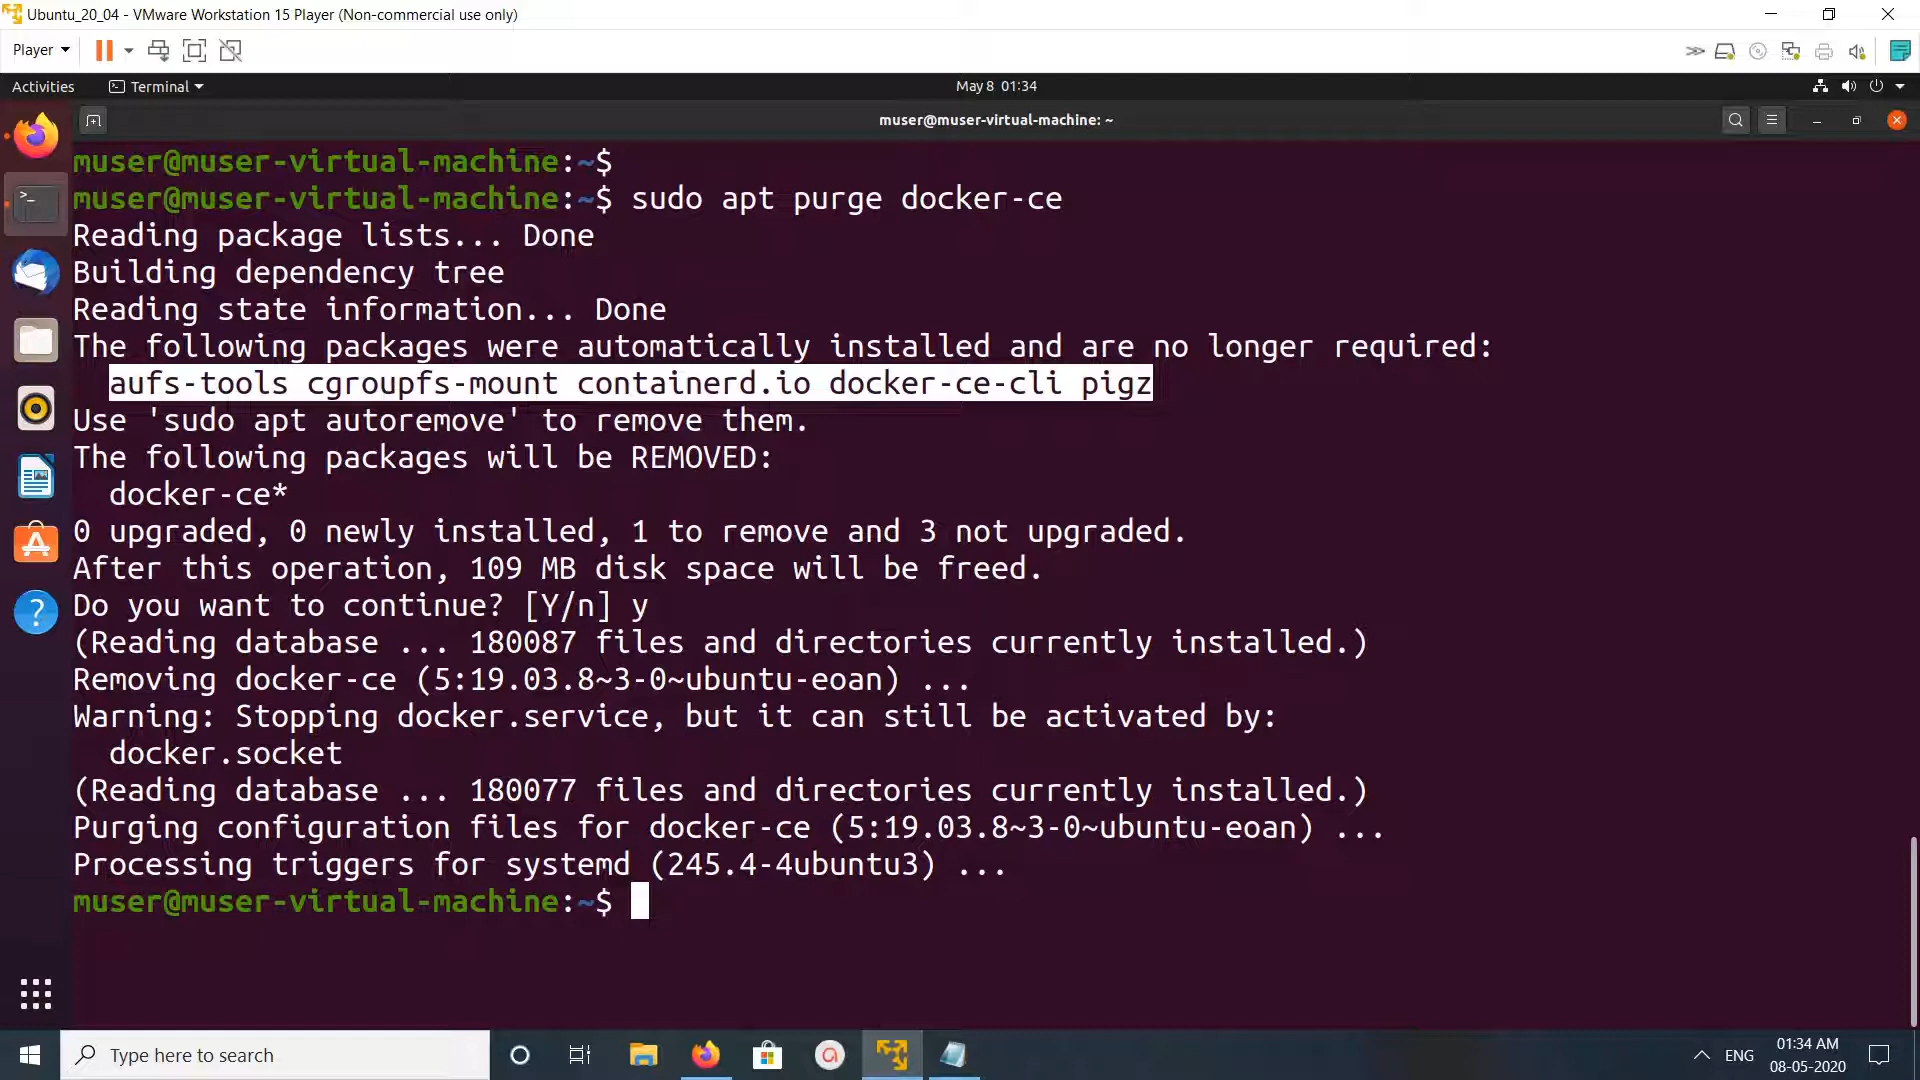 Ubuntu_20_04 - VMware Workstation 15 Player (Non-commercial use only)
Player
Activities
Terminal
May 8 01:34
muser@muser-virtual-machine: ~
muser@muser-virtual-machine:~$
muser@muser-virtual-machine:~$ sudo apt purge docker-ce
Reading package lists... Done
Building dependency tree
Reading state information... Done
The following packages were automatically installed and are no longer required:
aufs-tools cgroupfs-mount containerd.io docker-ce-cli pigz
Use 'sudo apt autoremove' to remove them.
The following packages will be REMOVED:
docker-ce*
0 upgraded, 0 newly installed, 1 to remove and 3 not upgraded.
After this operation, 109 MB disk space will be freed.
Do you want to continue? [Y/n] y
(Reading database ... 180087 files and directories currently installed.)
Removing docker-ce (5:19.03.8~3-0~ubuntu-eoan) ...
Warning: Stopping docker.service, but it can still be activated by:
docker.socket
(Reading database ... 180077 files and directories currently installed.)
Purging configuration files for docker-ce (5:19.03.8~3-0~ubuntu-eoan) ...
Processing triggers for systemd (245.4-4ubuntu3) ...
muser@muser-virtual-machine:~$
Type here to search
ENG
01:34 AM
08-05-2020